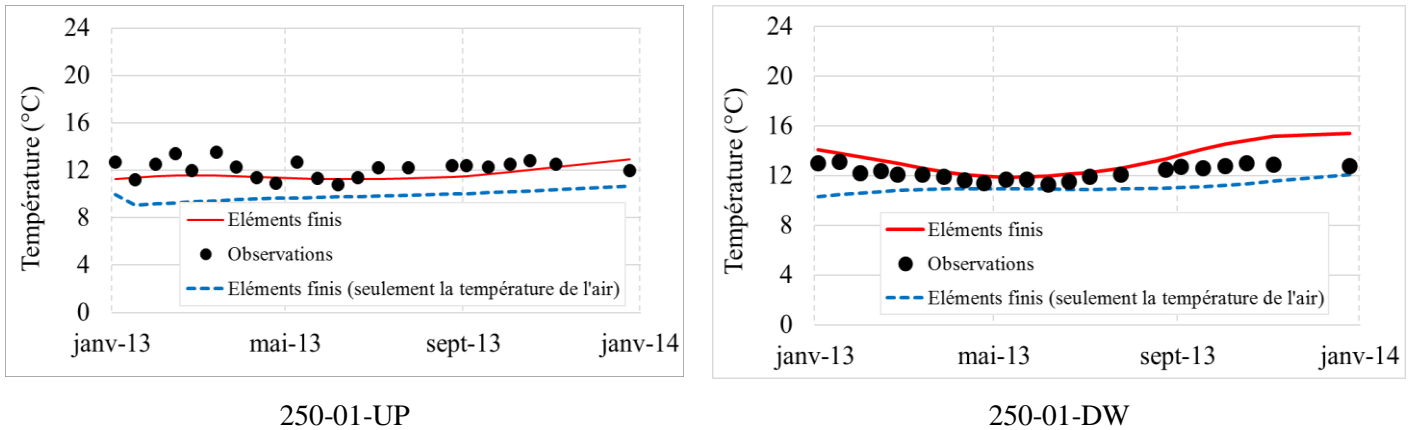 24
20
16
12
8
4
0
Température (°C)
Eléments finis
Observations
Eléments finis (seulement la température de l'air)
janv-13 mai-13 sept-13 janv-14
250-01-UP
24
20
16
12
8
4
0
Température (°C)
Eléments finis
Observations
Eléments finis (seulement la température de l'air)
janv-13 mai-13 sept-13 janv-14
250-01-DW